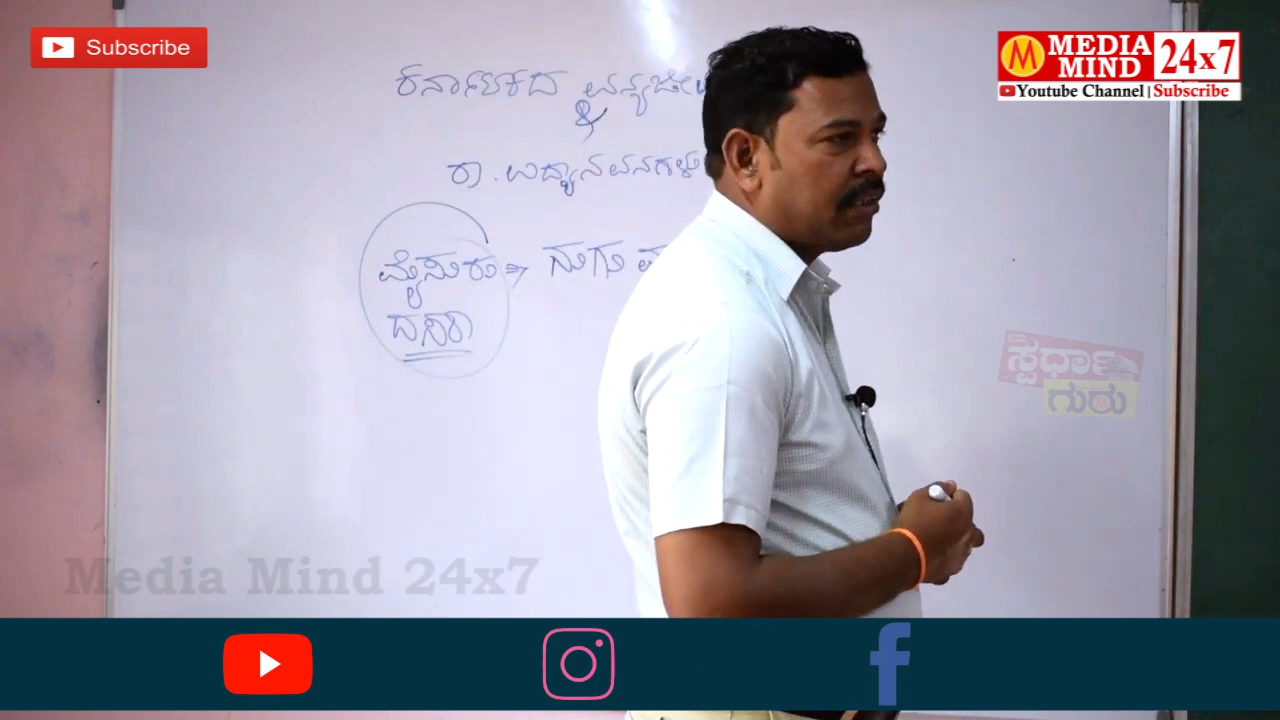 Subscribe
MEDIA
MIND 24x7
Youtube Channel | Subscribe
ಕರ್ನಾಟಕದ
&
ರಾ. ಉದ್ಯಾನವನಗಳು
ಮೈಸುರು ನುಗು
ದಸರಾ
ಸ್ಪರ್ಧಾ
ಗುರು
Media Mind 24x7